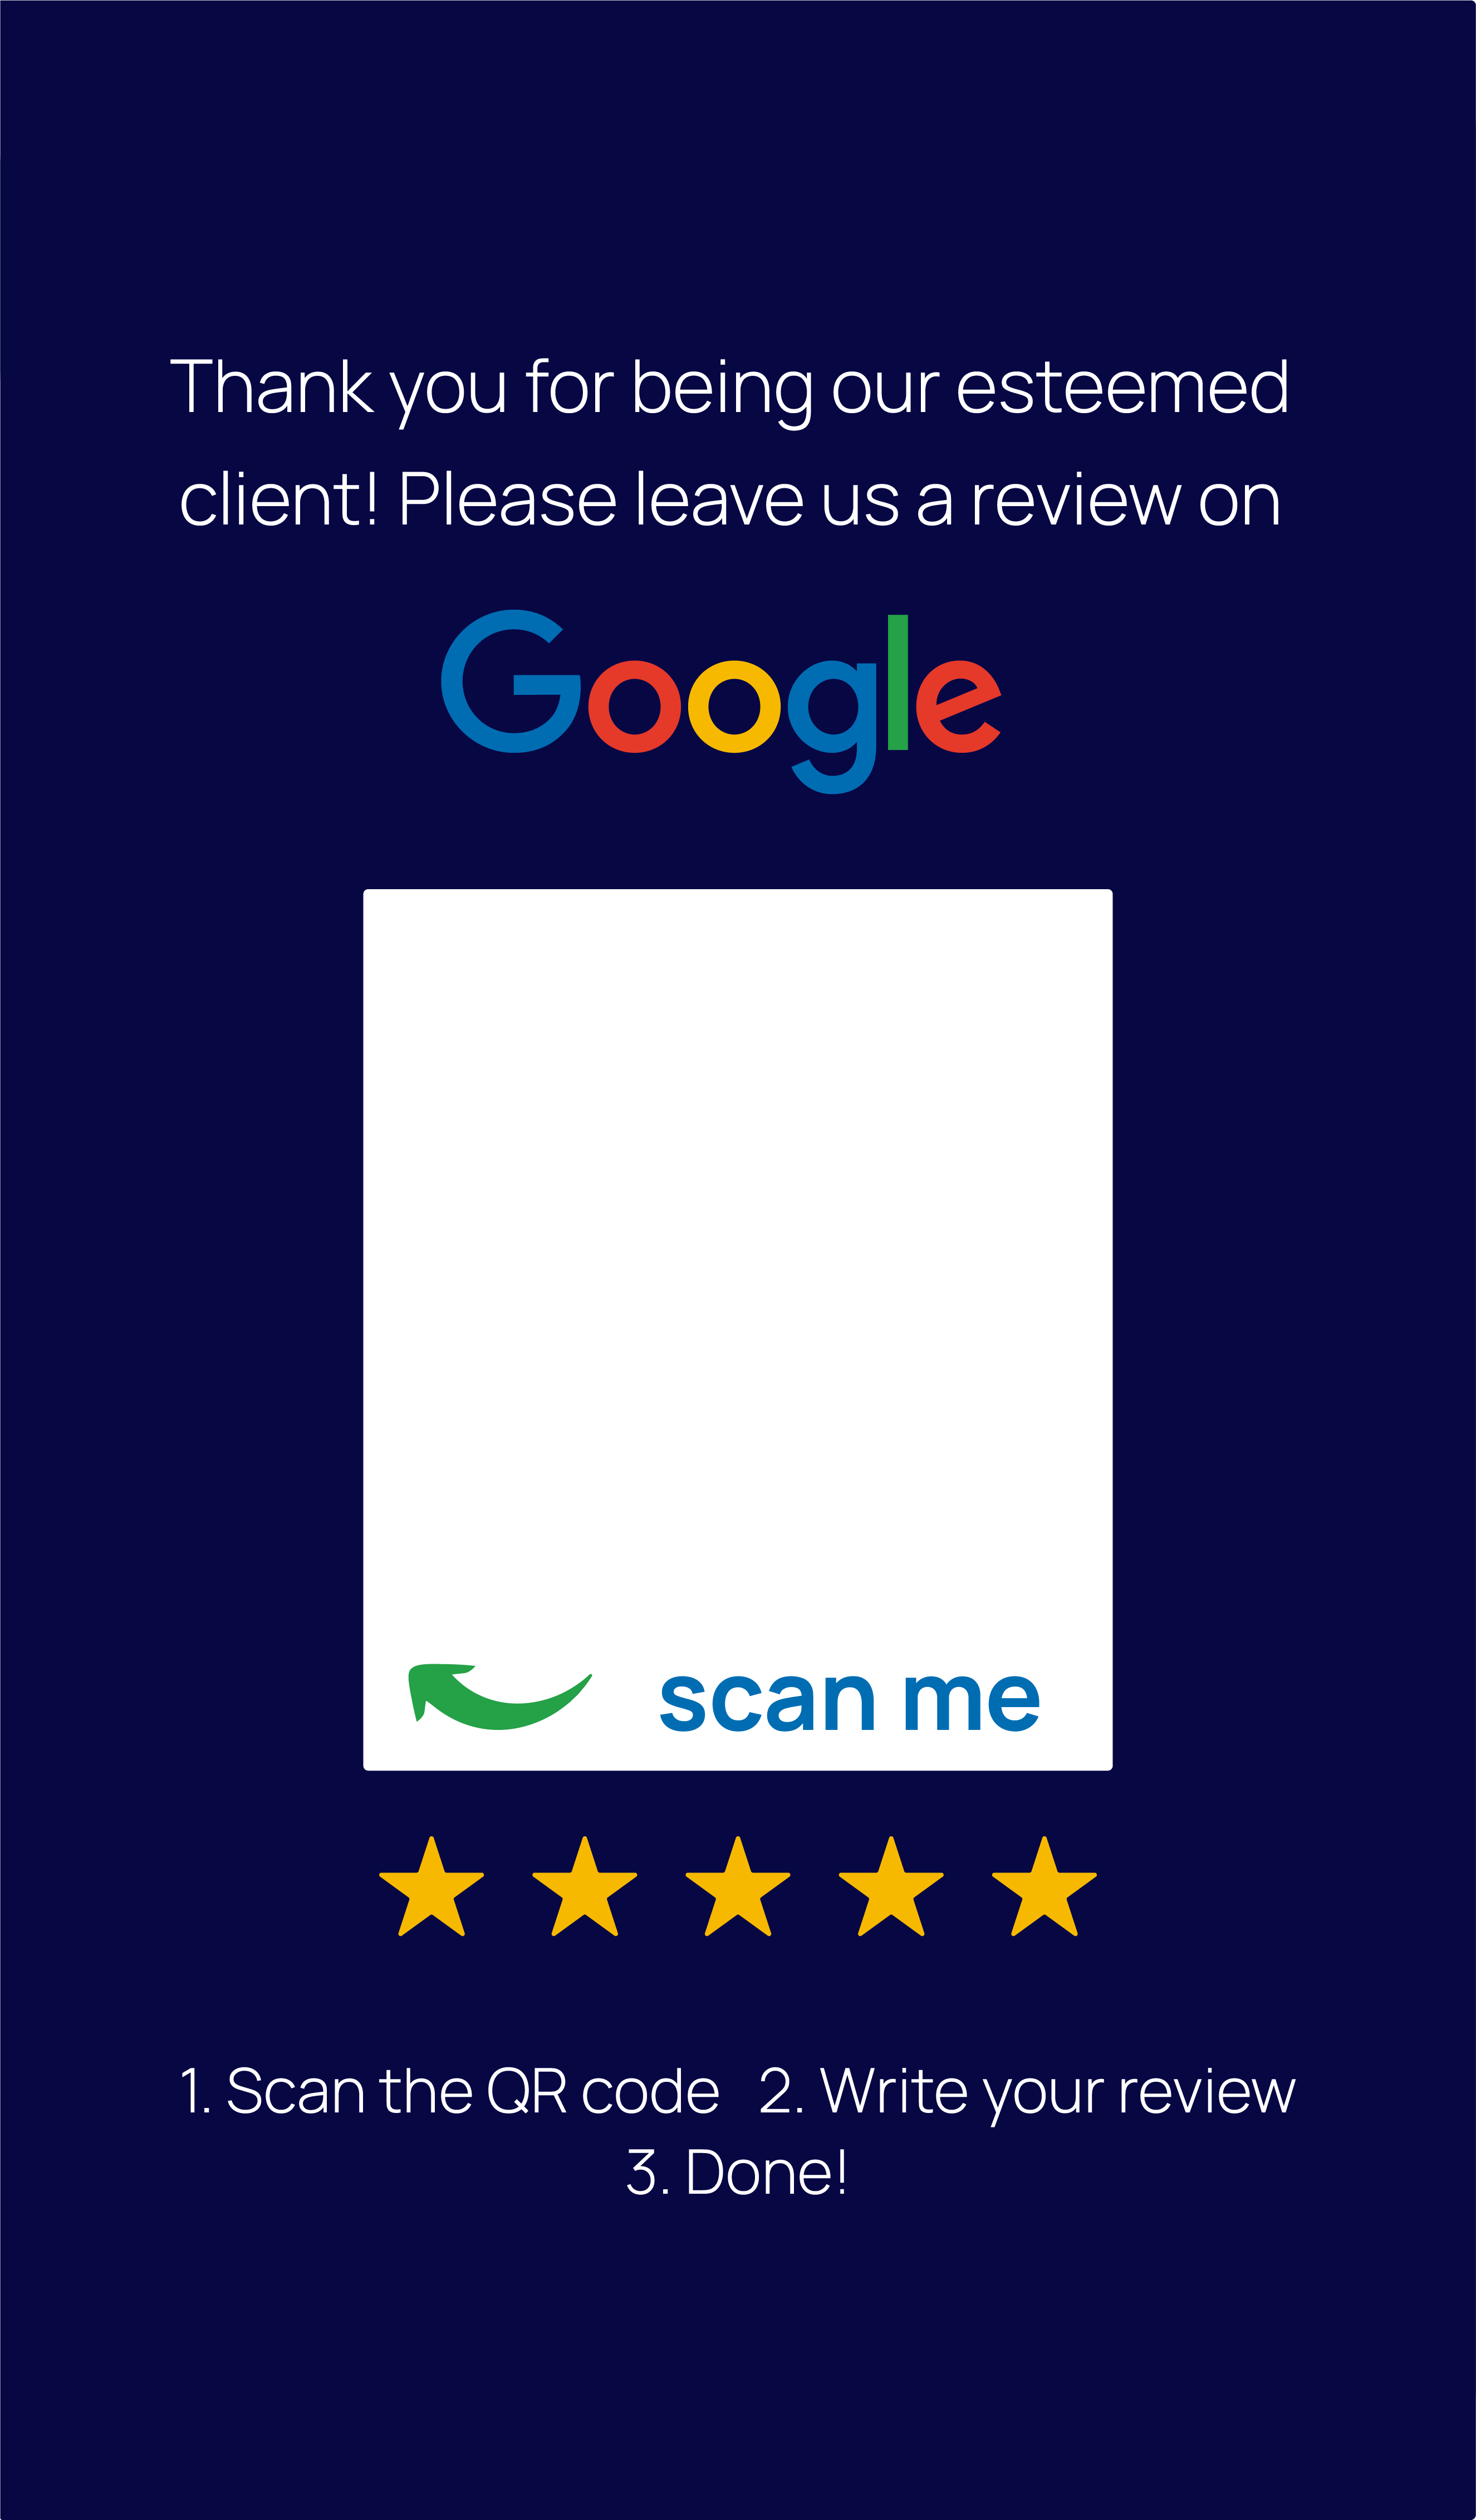 Thank you for being our esteemed
client! Please leave us a review on
Google
scan me
1. Scan the QR code 2. Write your review
3. Done!